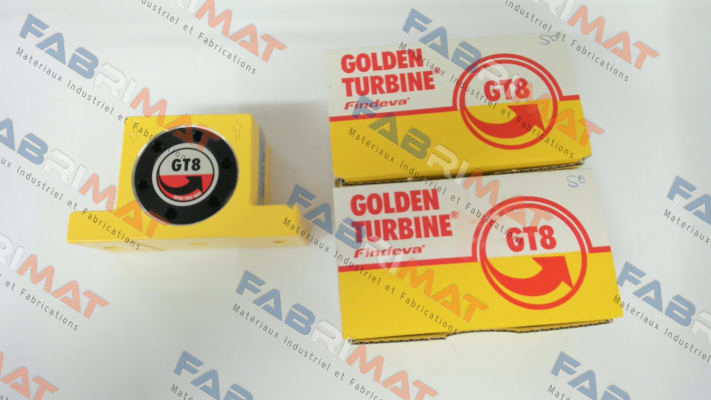 GOLDEN
TURBINE®
Findeva®
GT8
GOLDEN
TURBINE®
Findeva®
GT8
GT8
FABRIMAT
Matériaux Industriel et Fabrications